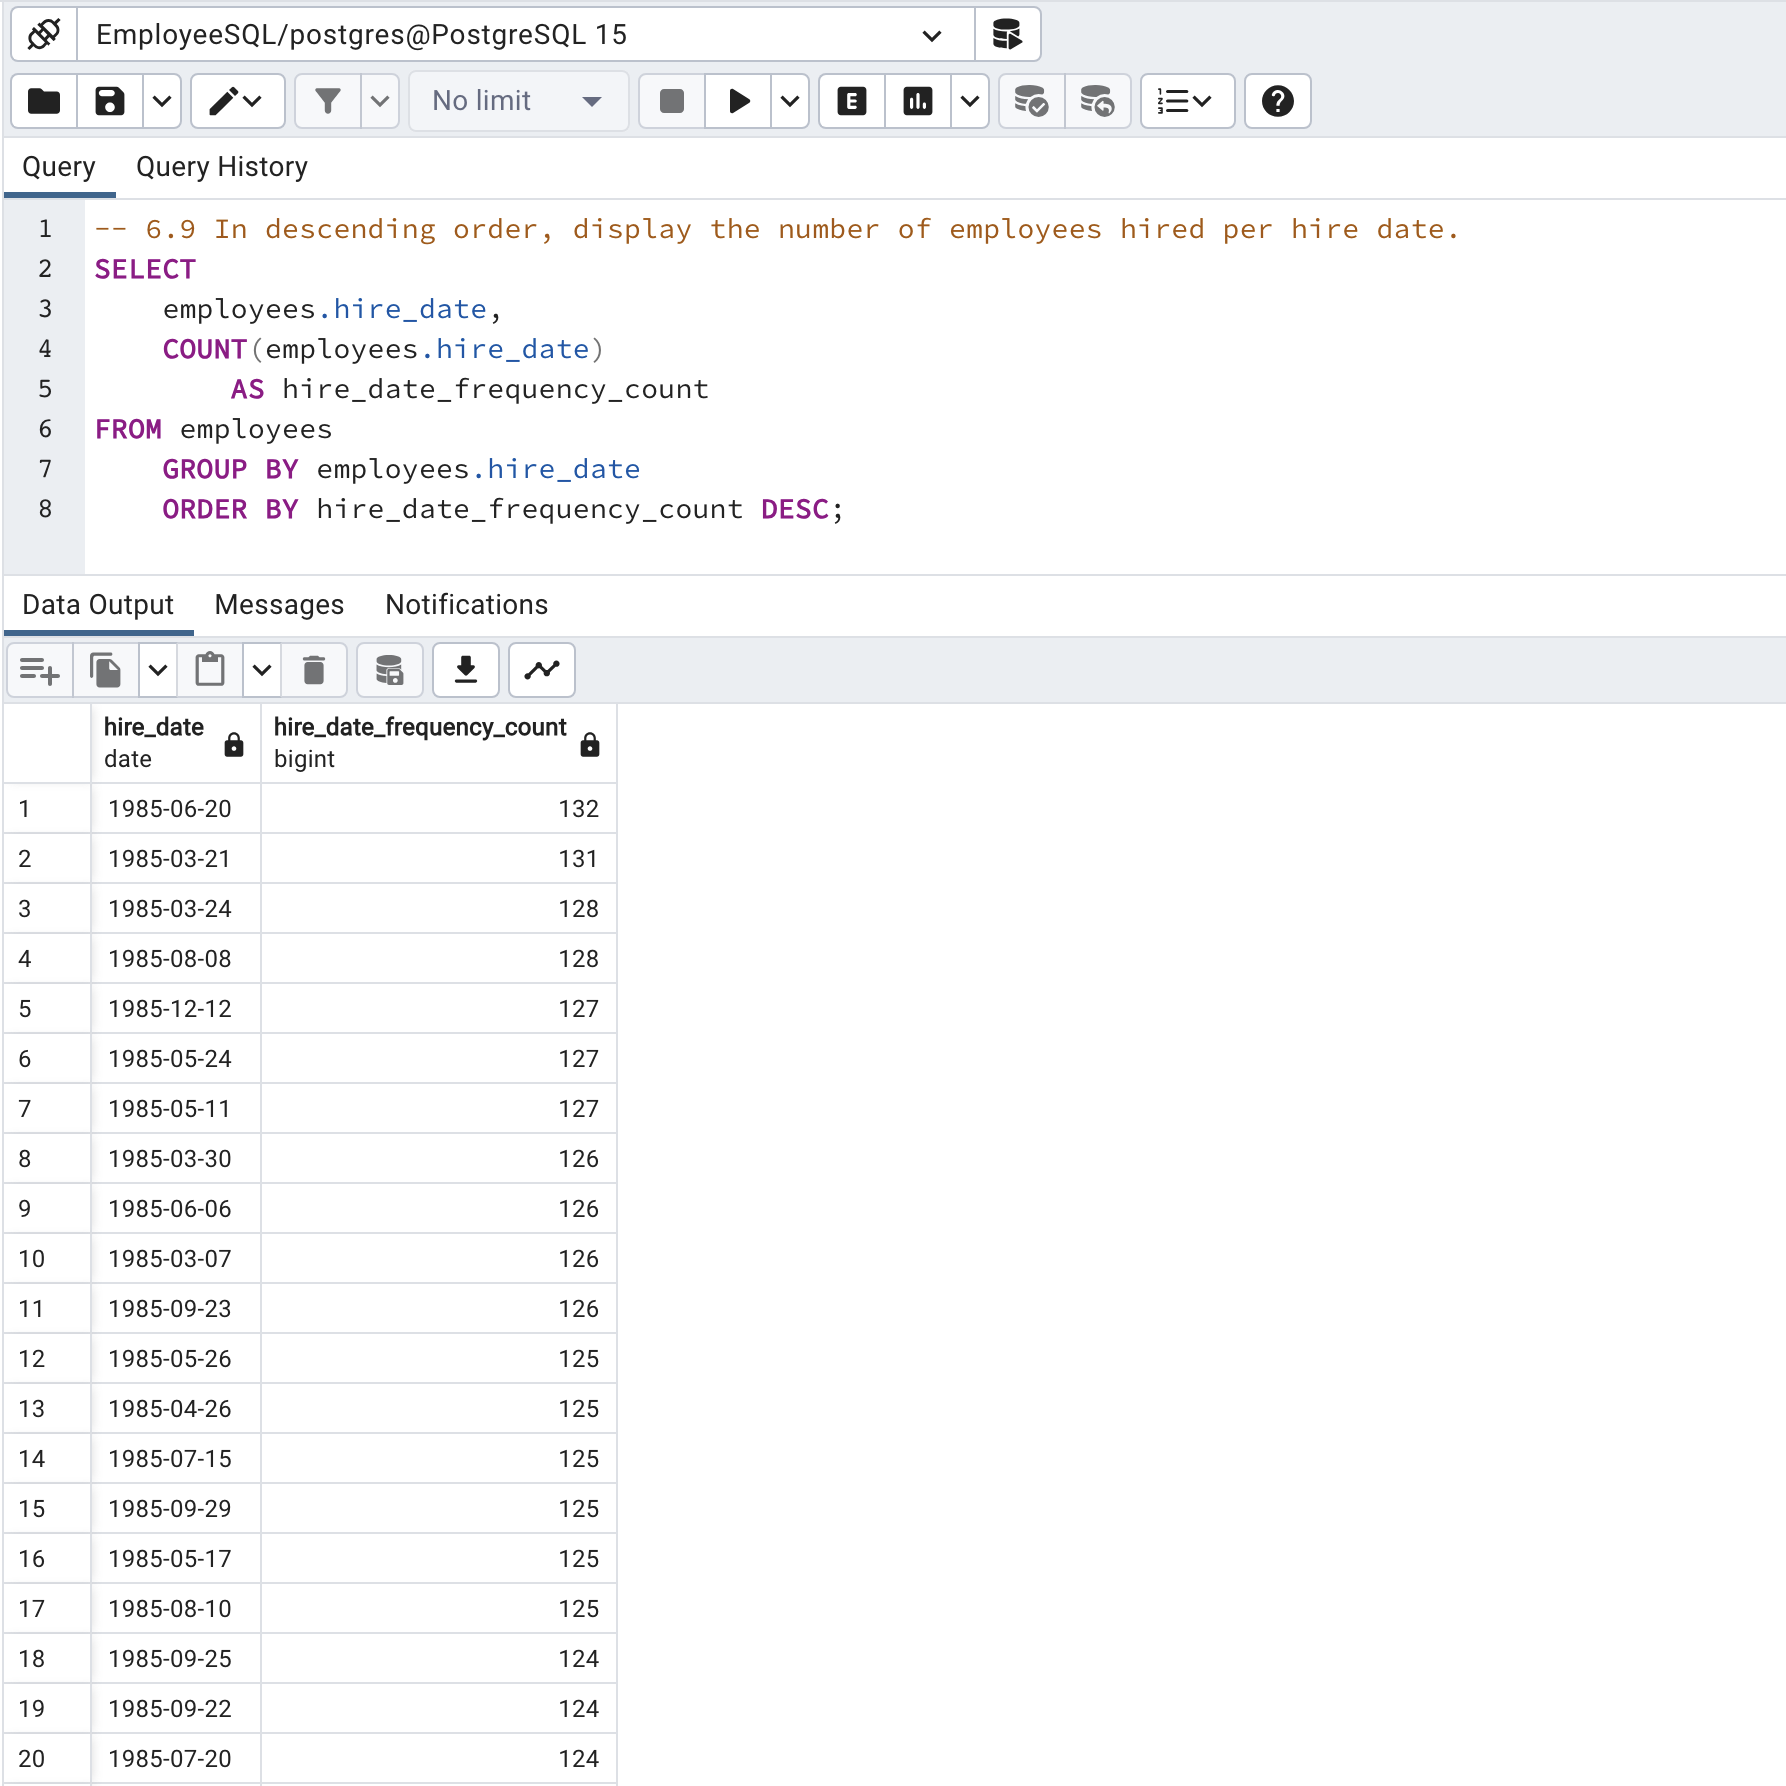 EmployeeSQL/postgres@PostgreSQL 15
No limit
E
Query Query History
1 -- 6.9 In descending order, display the number of employees hired per hire date.
2 SELECT
3 employees.hire_date,
4 COUNT(employees.hire_date)
5 AS hire_date_frequency_count
6 FROM employees
7 GROUP BY employees.hire_date
8 ORDER BY hire_date_frequency_count DESC;
Data Output Messages Notifications
hire_date hire_date_frequency_count
date bigint
1 1985-06-20 132
2 1985-03-21 131
3 1985-03-24 128
4 1985-08-08 128
5 1985-12-12 127
6 1985-05-24 127
7 1985-05-11 127
8 1985-03-30 126
9 1985-06-06 126
10 1985-03-07 126
11 1985-09-23 126
12 1985-05-26 125
13 1985-04-26 125
14 1985-07-15 125
15 1985-09-29 125
16 1985-05-17 125
17 1985-08-10 125
18 1985-09-25 124
19 1985-09-22 124
20 1985-07-20 124